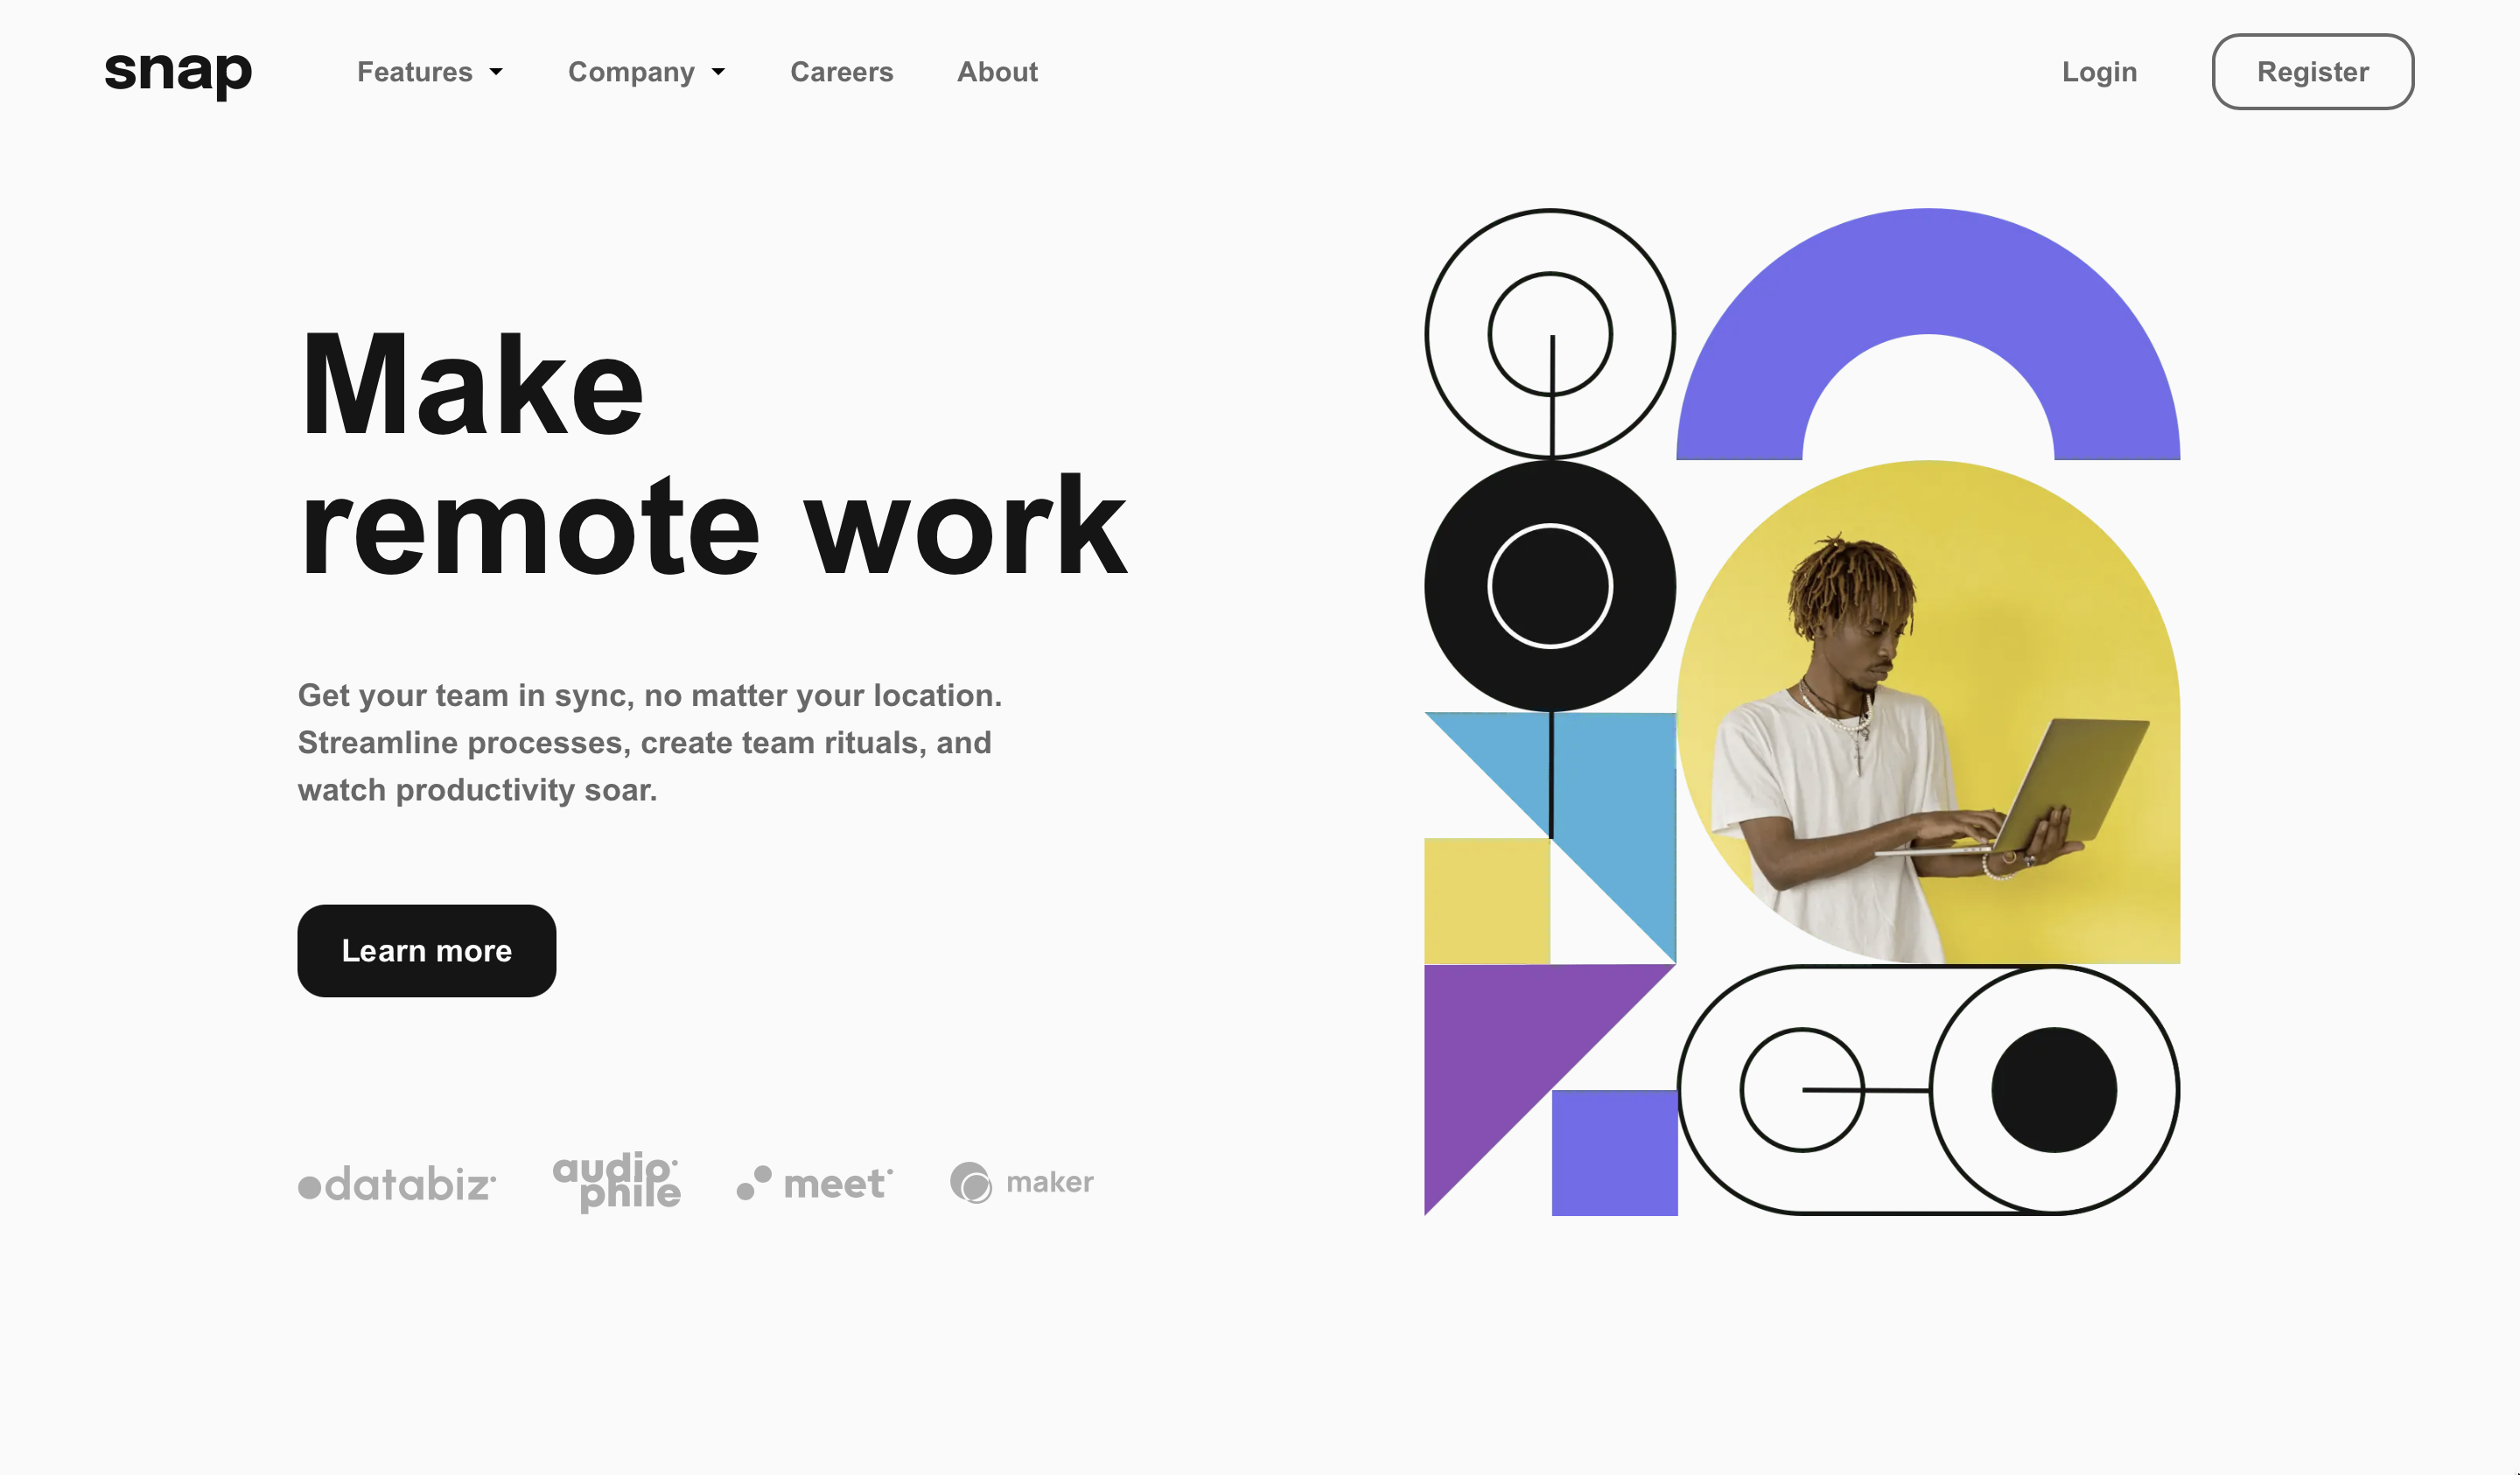 snap
Features
Company
Careers
About
Login
Register
Make
remote work
Get your team in sync, no matter your location.
Streamline processes, create team rituals, and
watch productivity soar.
Learn more
databiz
audio
phile
meet
maker